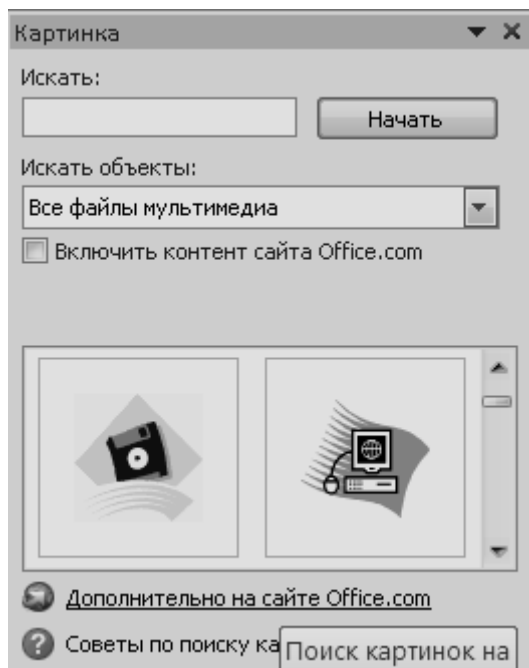 Картинка
Искать:
Начать
Искать объекты:
Все файлы мультимедиа
Включить контент сайта Office.com
Дополнительно на сайте Office.com
Советы по поиску ка
Поиск картинок на